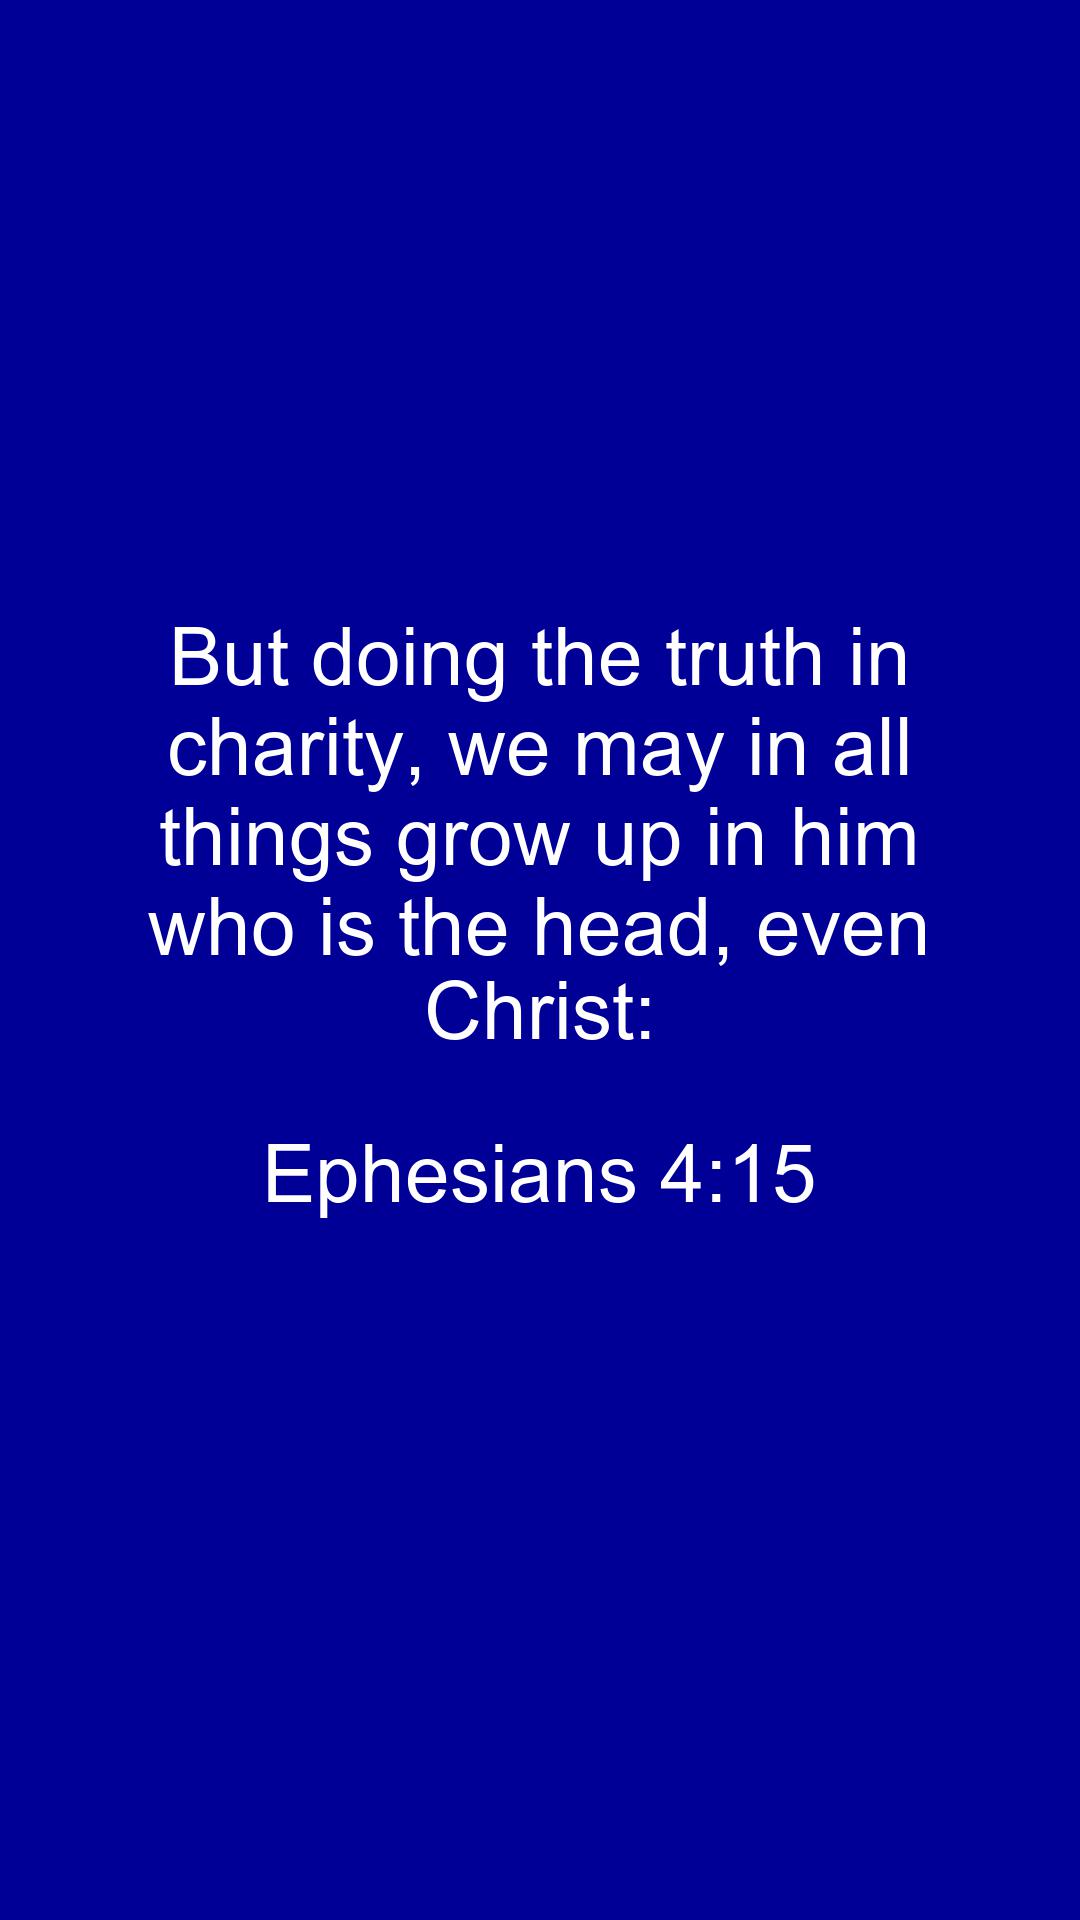 But doing the truth in
charity, we may in all
things grow up in him
who is the head, even
Christ:
Ephesians 4:15